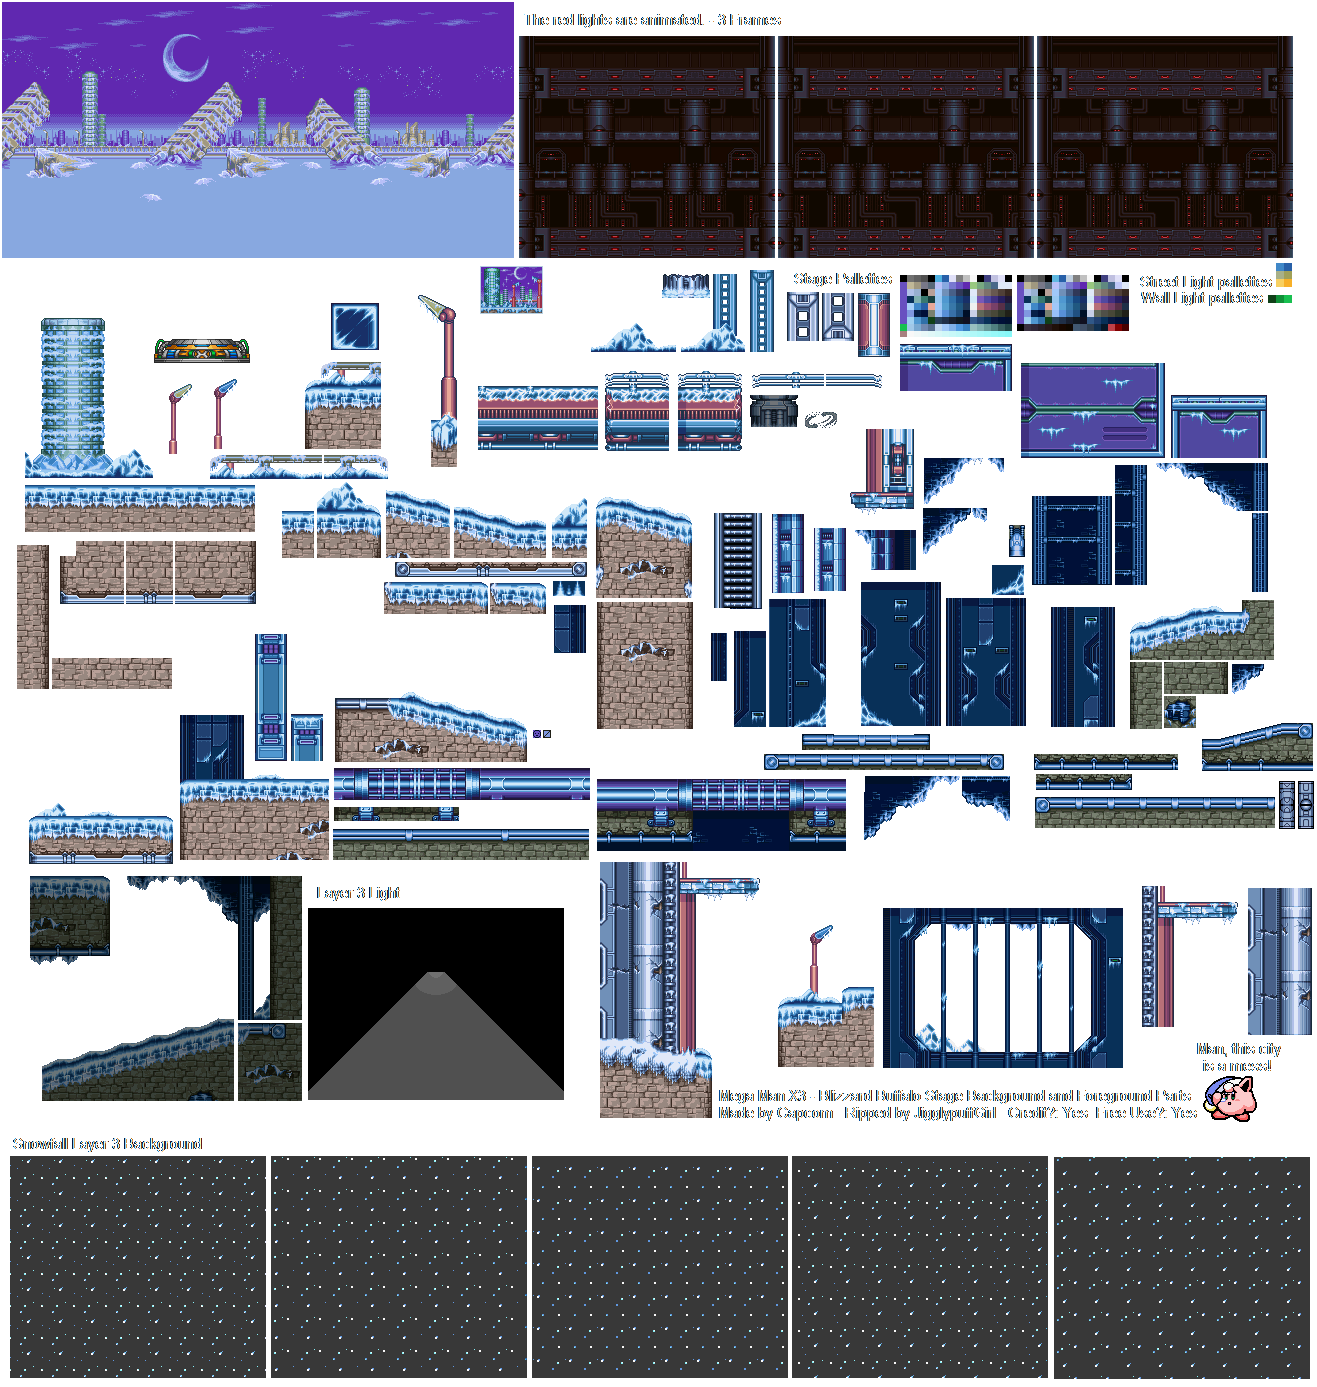 The red lights are animated. - 3 Frames
Stage Pallettes
Street Light palettes
Wall Light palettes
Layer 3 Light
Man, this city
is a mess!
Mega Man X3 - Blizzard Buffalo Stage Background and Foreground Parts
Made by Capcom - Ripped by JigglypuffGirl - Credit?: Yes Free Use?: Yes
Snowfall Layer 3 Background